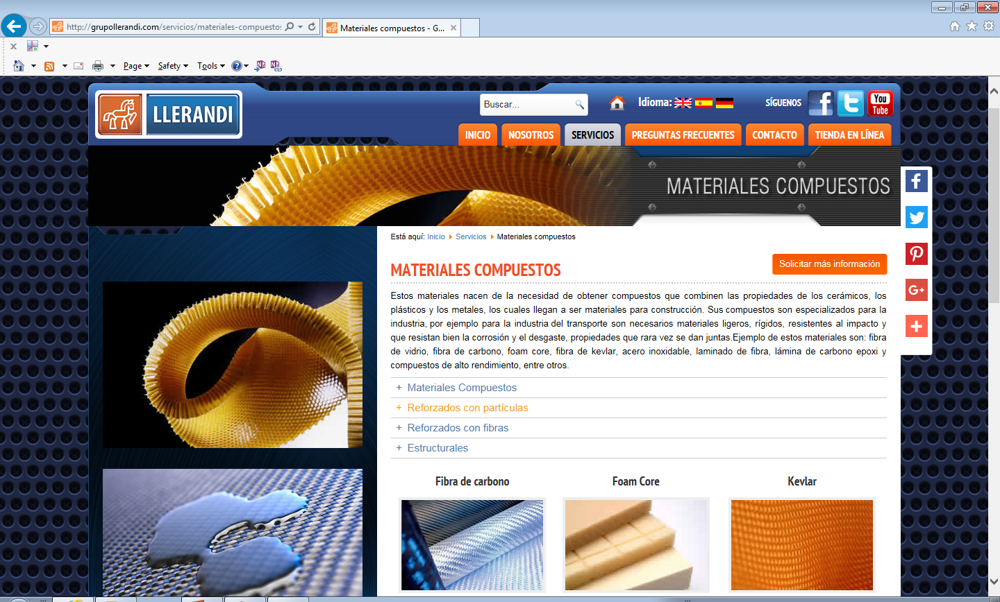 http://grupollerandi.com/servicios/materiales-compuestos
Materiales compuestos - G...
Page
Safety
Tools
LLERANDI
Buscar...
Idioma:
SÍGUENOS
You
Tube
INICIO
NOSOTROS
SERVICIOS
PREGUNTAS FRECUENTES
CONTACTO
TIENDA EN LÍNEA
MATERIALES COMPUESTOS
Está aquí: Inicio Servicios Materiales compuestos
MATERIALES COMPUESTOS
Solicitar más información
Estos materiales nacen de la necesidad de obtener compuestos que combinen las propiedades de los cerámicos, los
plásticos y los metales, los cuales llegan a ser materiales para construcción. Sus compuestos son especializados para la
industria, por ejemplo para la industria del transporte son necesarios materiales ligeros, rígidos, resistentes al impacto y
que resistan bien la corrosión y el desgaste, propiedades que rara vez se dan juntas.Ejemplo de estos materiales son: fibra
de vidrio, fibra de carbono, foam core, fibra de kevlar, acero inoxidable, laminado de fibra, lámina de carbono epoxi y
compuestos de alto rendimiento, entre otros.
+ Materiales Compuestos
+ Reforzados con partículas
+ Reforzados con fibras
+ Estructurales
Fibra de carbono
Foam Core
Kevlar